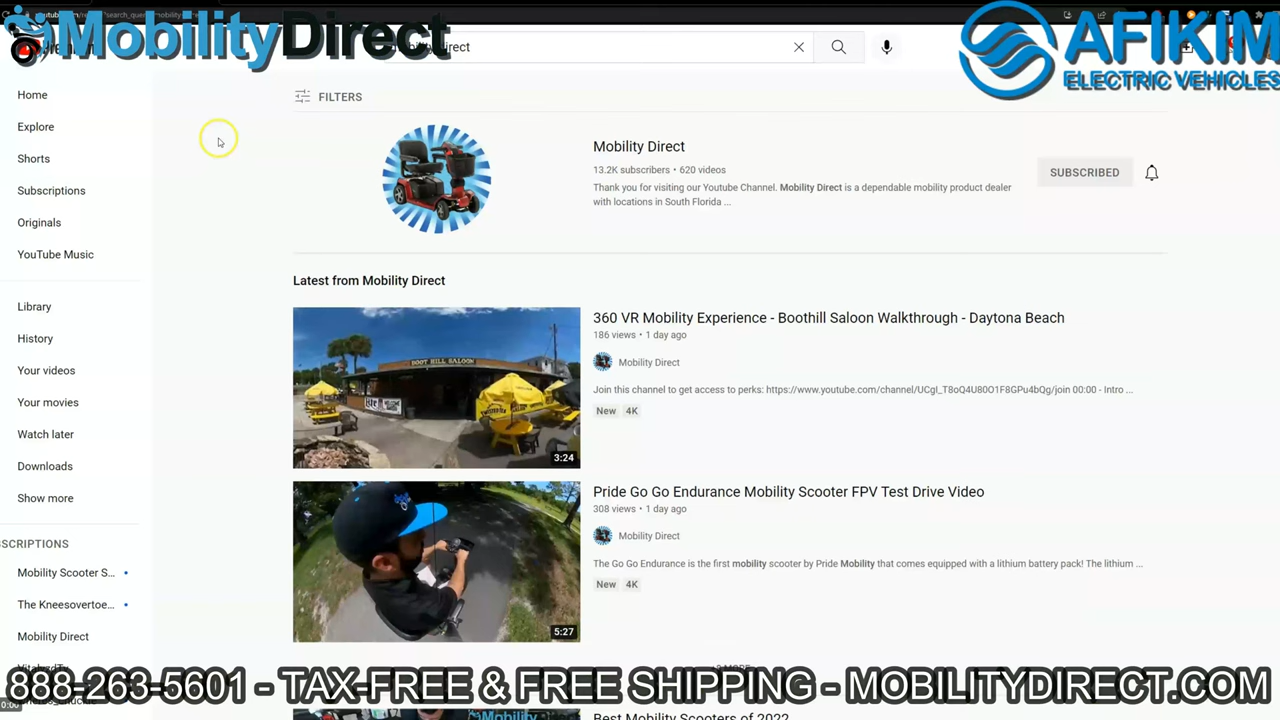 MobilityDirect
AFIKIM
ELECTRIC VEHICLES
Home
Explore
Shorts
Subscriptions
Originals
YouTube Music
Library
History
Your videos
Your movies
Watch later
Downloads
Show more
SCRIPTIONS
Mobility Scooter S...
The Kneesovertoe...
Mobility Direct
FILTERS
Mobility Direct
13.2K subscribers • 620 videos
Thank you for visiting our Youtube Channel. Mobility Direct is a dependable mobility product dealer
with locations in South Florida ...
SUBSCRIBED
Latest from Mobility Direct
BOOT HILL SALOON
3:24
360 VR Mobility Experience - Boothill Saloon Walkthrough - Daytona Beach
186 views • 1 day ago
Mobility Direct
Join this channel to get access to perks: https://www.youtube.com/channel/UCgI_T8oQ4U80O1F8GPu4bQg/join 00:00 - Intro ...
New 4K
5:27
Pride Go Go Endurance Mobility Scooter FPV Test Drive Video
308 views • 1 day ago
Mobility Direct
The Go Go Endurance is the first mobility scooter by Pride Mobility that comes equipped with a lithium battery pack! The lithium ...
New 4K
888-263-5601 - TAX-FREE & FREE SHIPPING - MOBILITYDIRECT.COM
0:00
Best Mobility Scooters of 2022